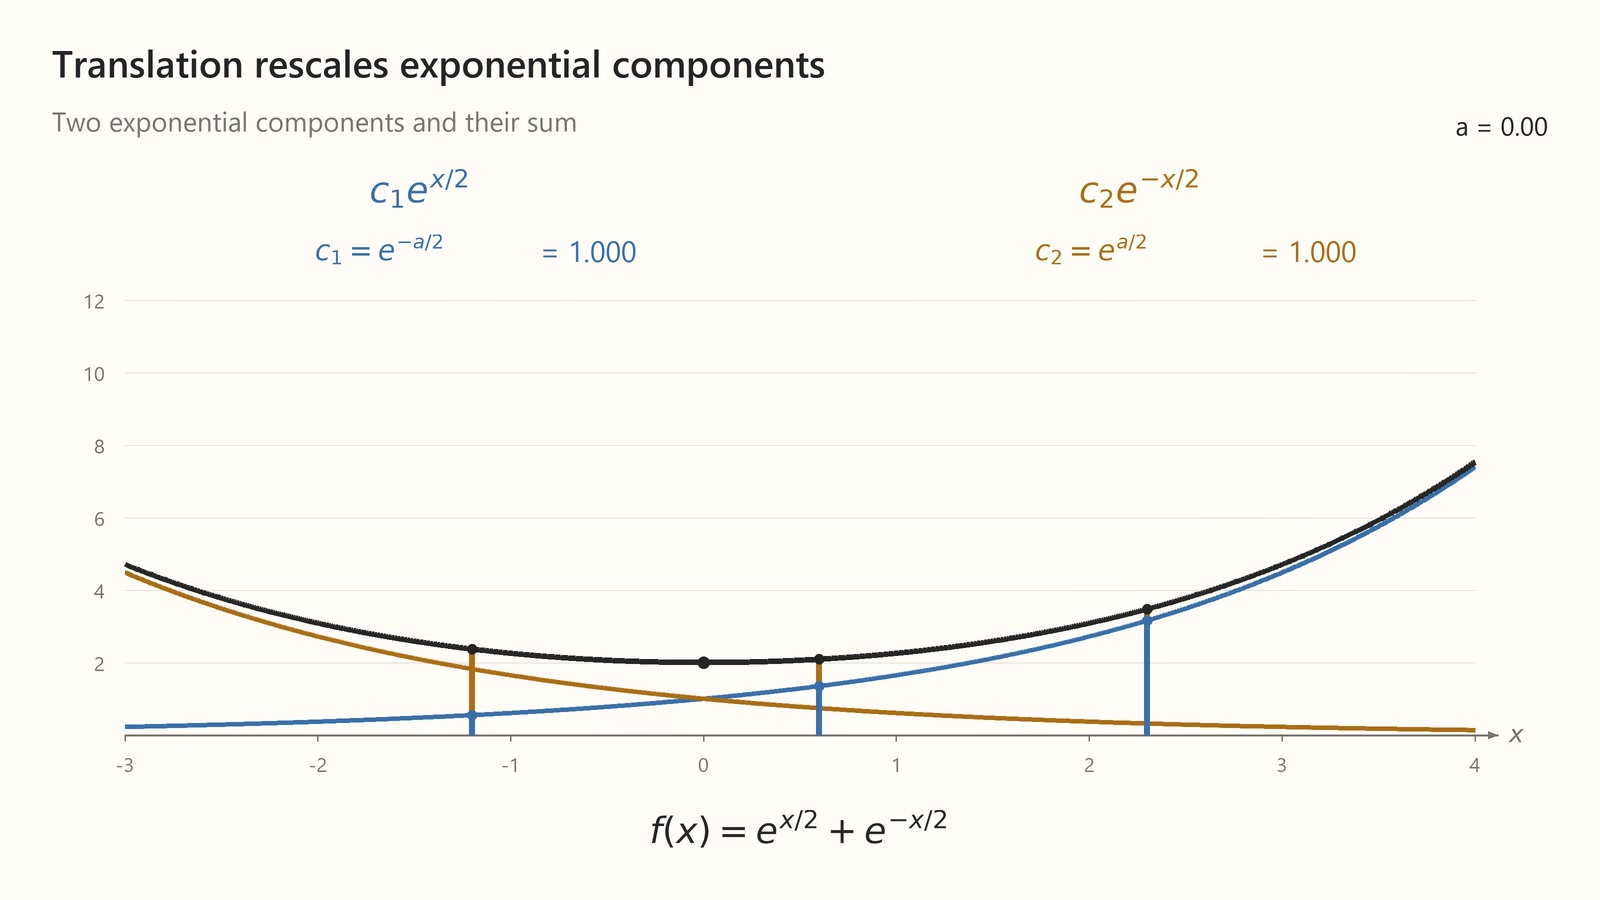 Translation rescales exponential components
Two exponential components and their sum
a = 0.00
c₁e^{x/2}
c₂e^{−x/2}
c₁ = e^{−a/2} = 1.000
c₂ = e^{a/2} = 1.000
12
10
8
6
4
2
x
-3 -2 -1 0 1 2 3 4
f(x) = e^{x/2} + e^{−x/2}